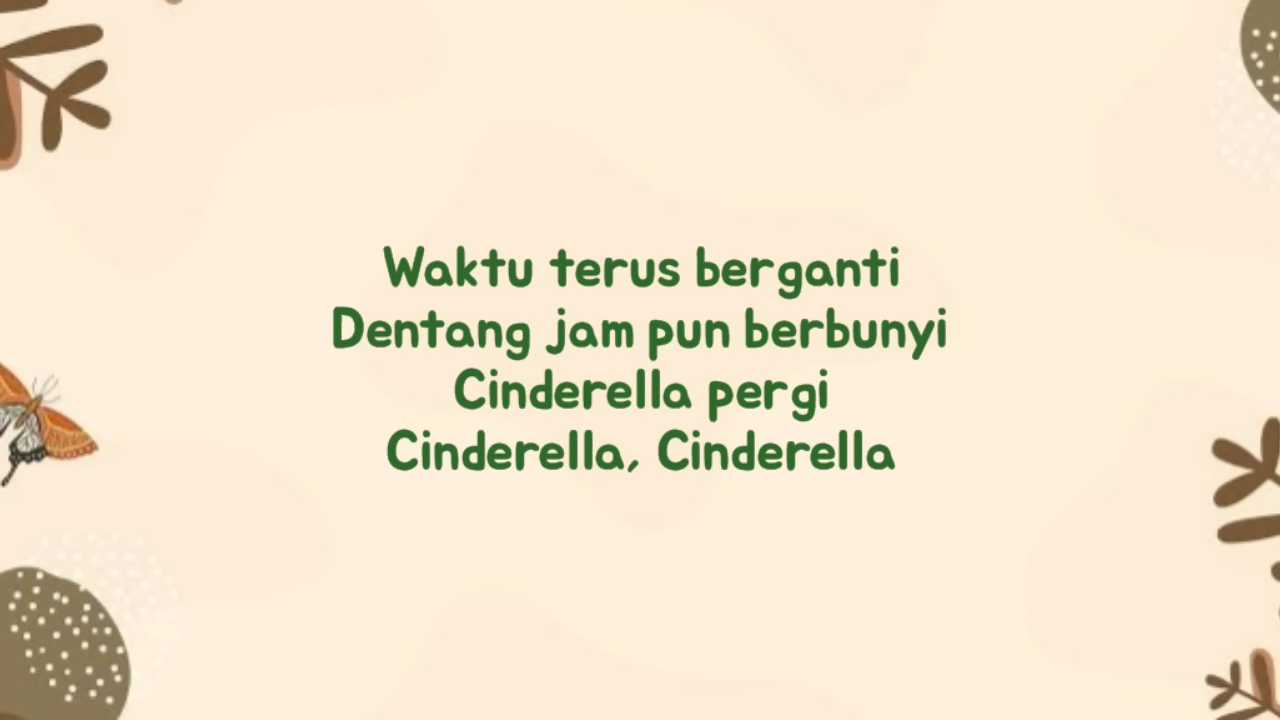 Waktu terus berganti
Dentang jam pun berbunyi
Cinderella pergi
Cinderella, Cinderella